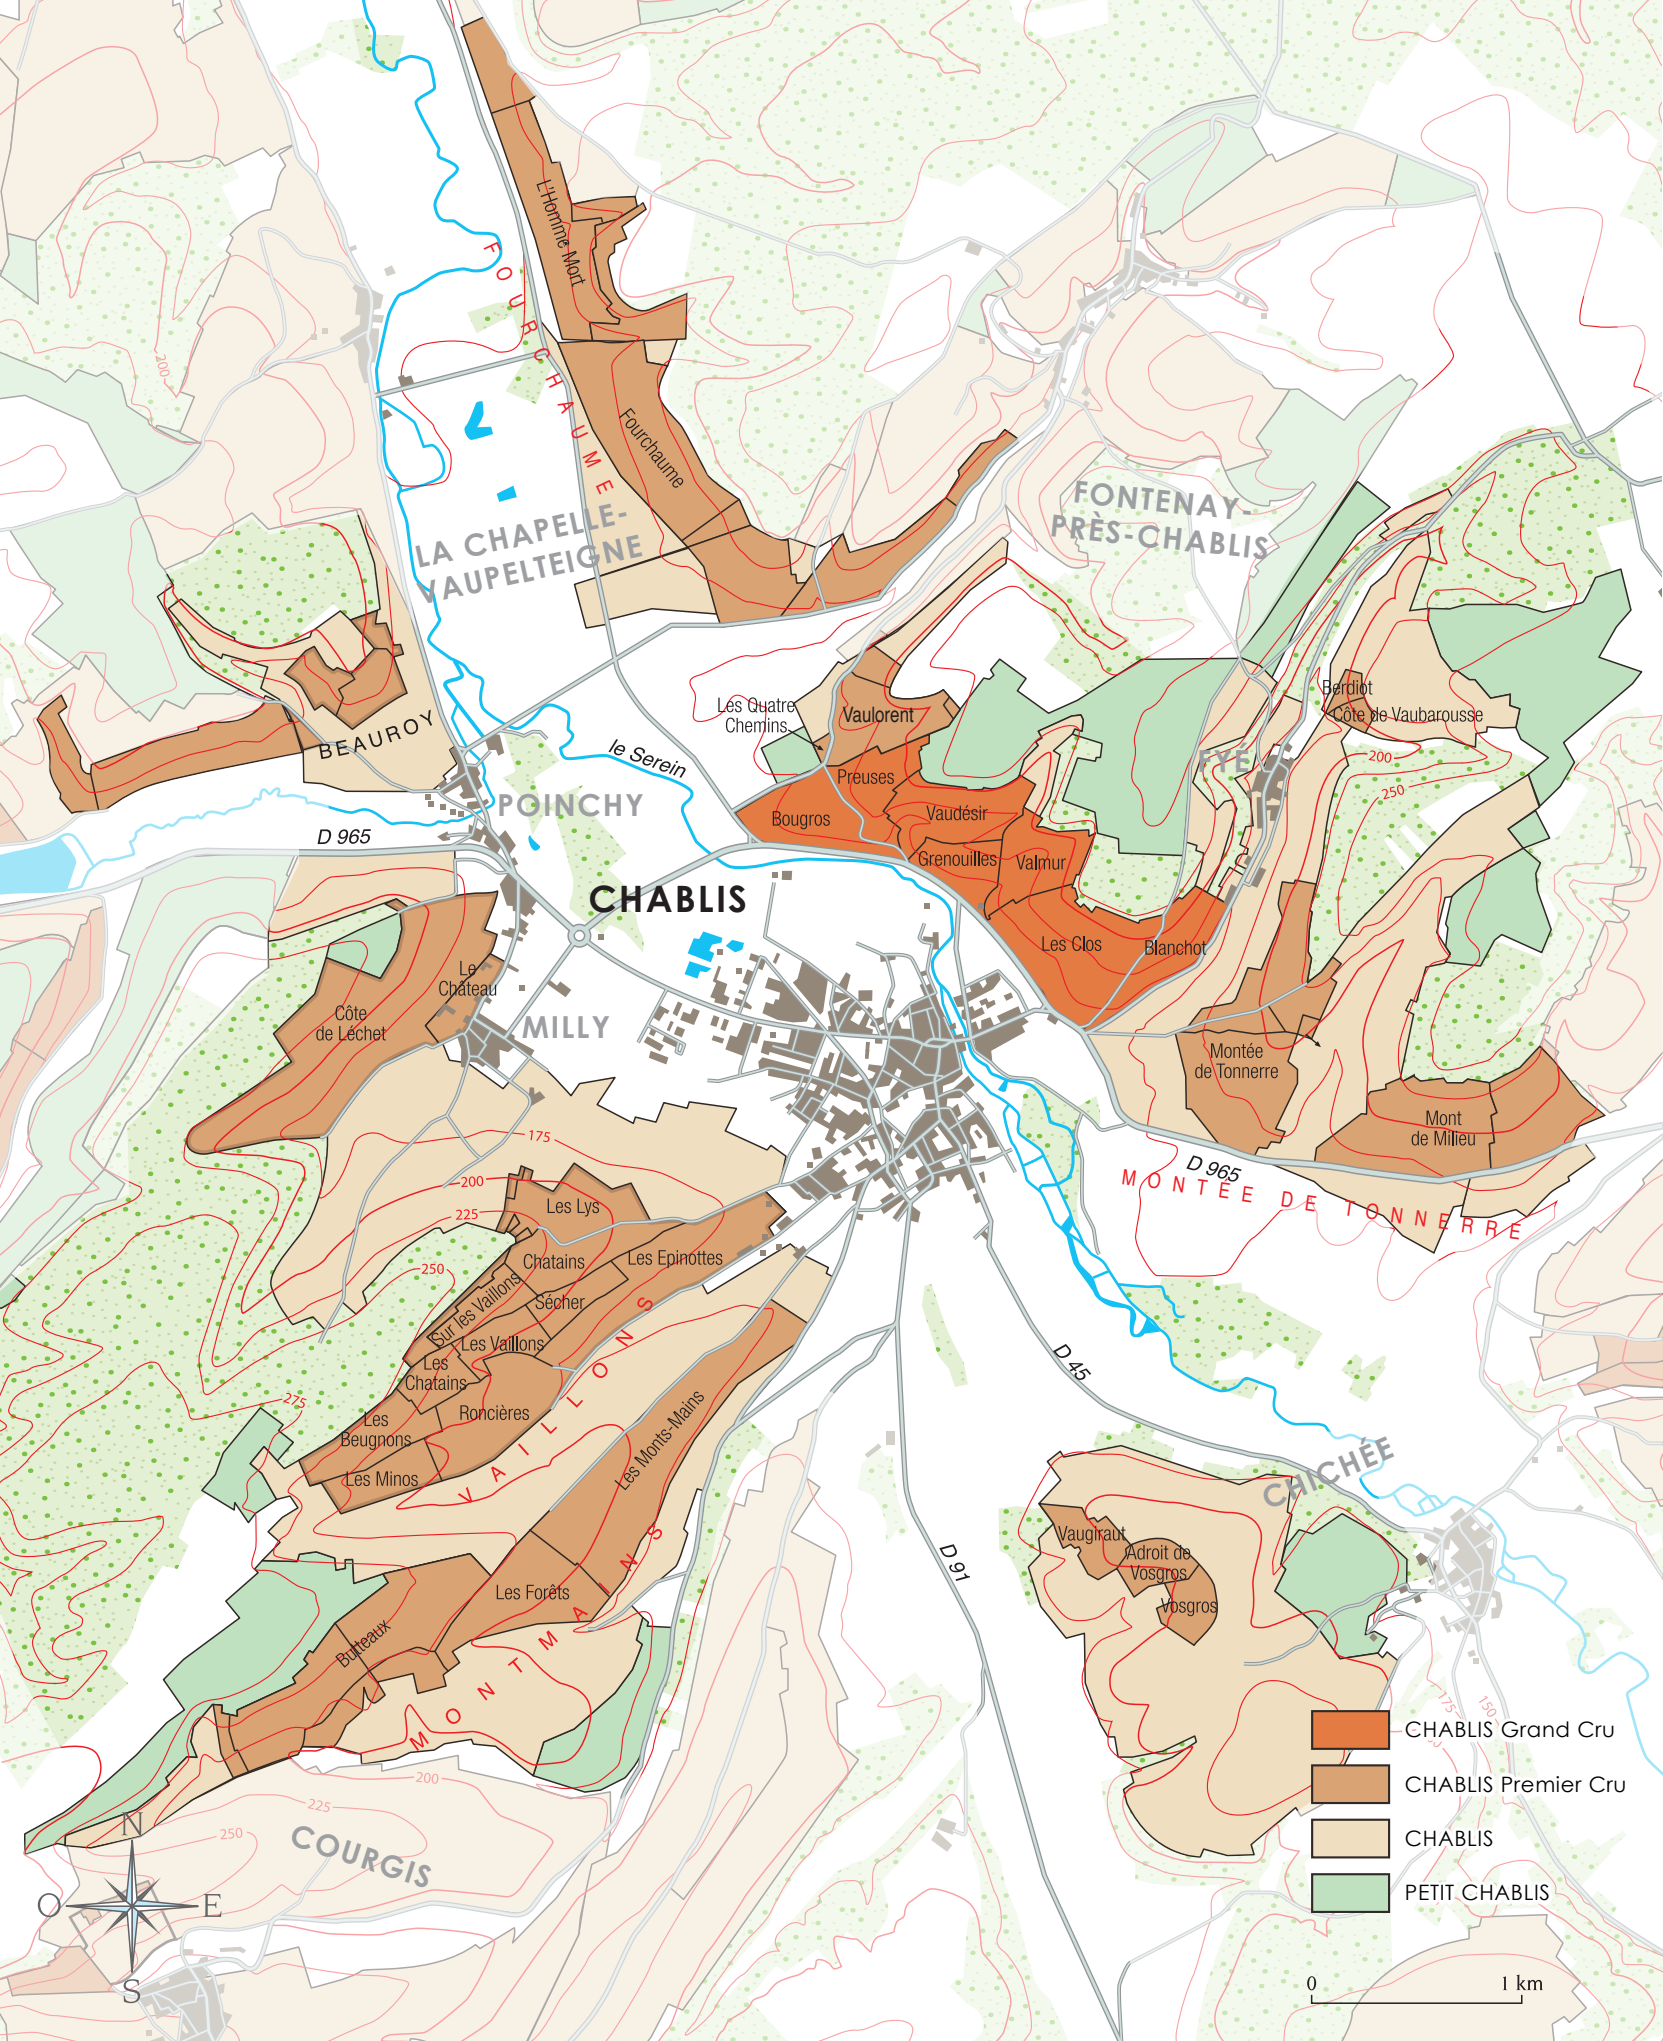 L'Homme Mort
200
FOURCHAUME
Fourchaume
LA CHAPELLE-
VAUPELTEIGNE
FONTENAY-
PRÈS-CHABLIS
Les Quatre
Chemins
Vaulorent
Berdiot
Côte de Vaubarousse
BEAUROY
le Serein
Preuses
FYÉ
200
250
POINCHY
Bougros
Vaudésir
D 965
Grenouilles
Valmur
CHABLIS
Les Clos
Blanchot
Le
Château
Côte
de Léchet
MILLY
Montée
de Tonnerre
Mont
de Milieu
175
D 965
MONTÉE DE TONNERRE
200
Les Lys
225
Chatains
Les Epinottes
250
Sur les Vaillons
Sécher
Les Vaillons
Les
Chatains
VAILLONS
D 45
275
Les
Beugnons
Roncières
Les Monts-Mains
Les Minos
CHICHÉE
Vaugiraut
Adroit de
Vosgros
Vosgros
D 91
Les Forêts
MONTMAINS
Butteaux
175
150
CHABLIS Grand Cru
200
CHABLIS Premier Cru
225
250
COURGIS
CHABLIS
PETIT CHABLIS
N
O
E
S
0
1 km